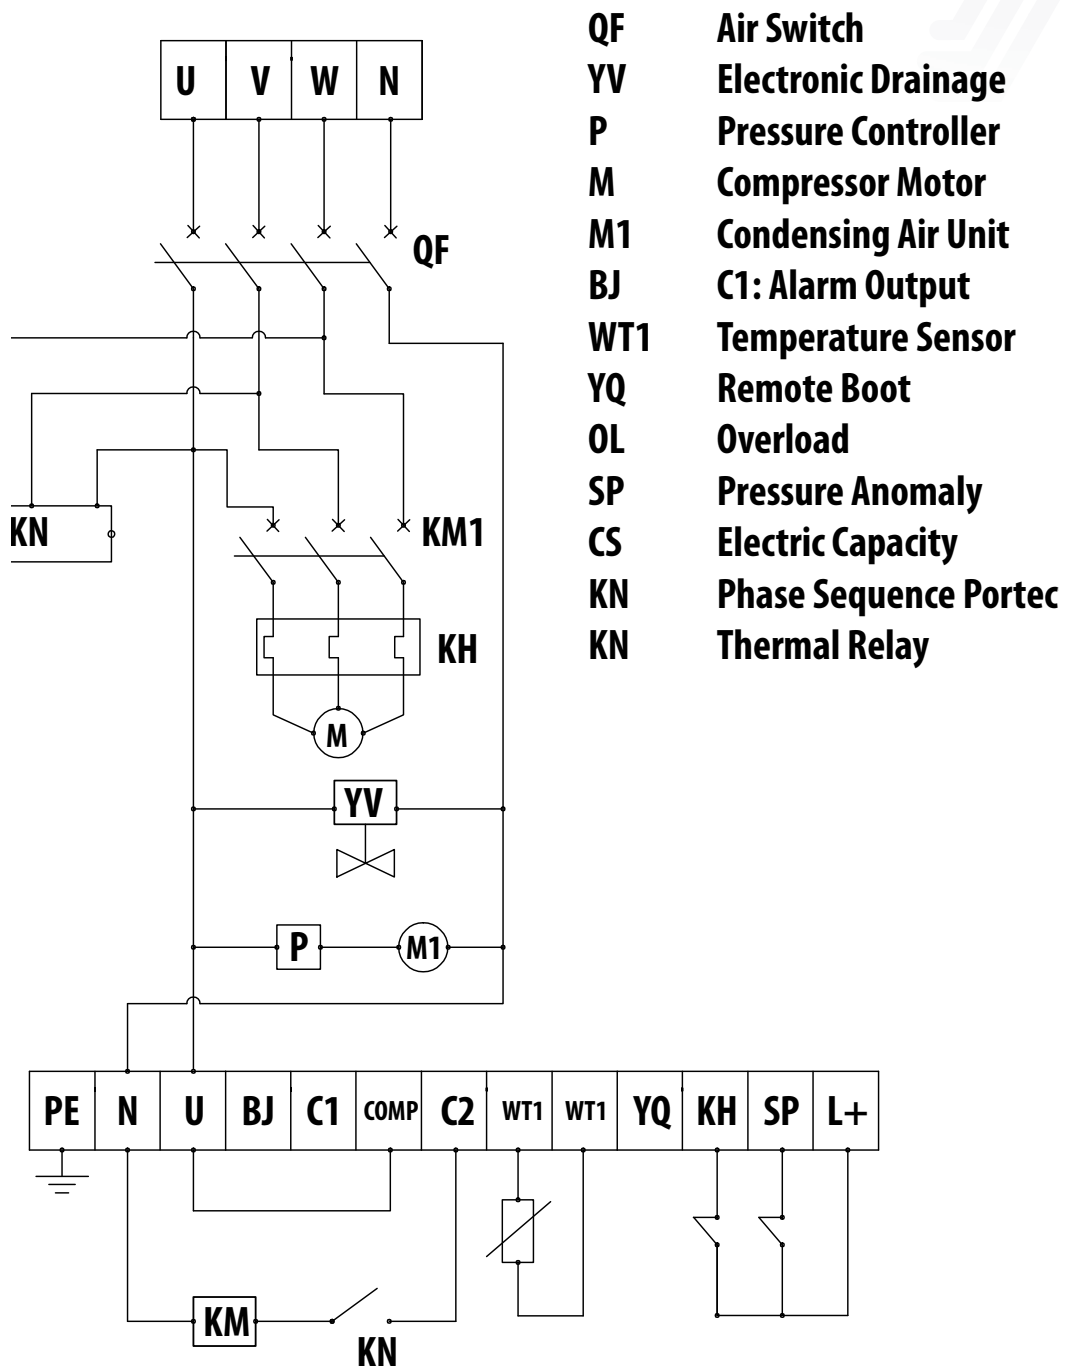 U V W N
QF
KN
KM1
KH
M
YV
P
M1
PE N U BJ C1 COMP C2 WT1 WT1 YQ KH SP L+
KM
KN
QF Air Switch
YV Electronic Drainage
P Pressure Controller
M Compressor Motor
M1 Condensing Air Unit
BJ C1: Alarm Output
WT1 Temperature Sensor
YQ Remote Boot
OL Overload
SP Pressure Anomaly
CS Electric Capacity
KN Phase Sequence Portec
KN Thermal Relay